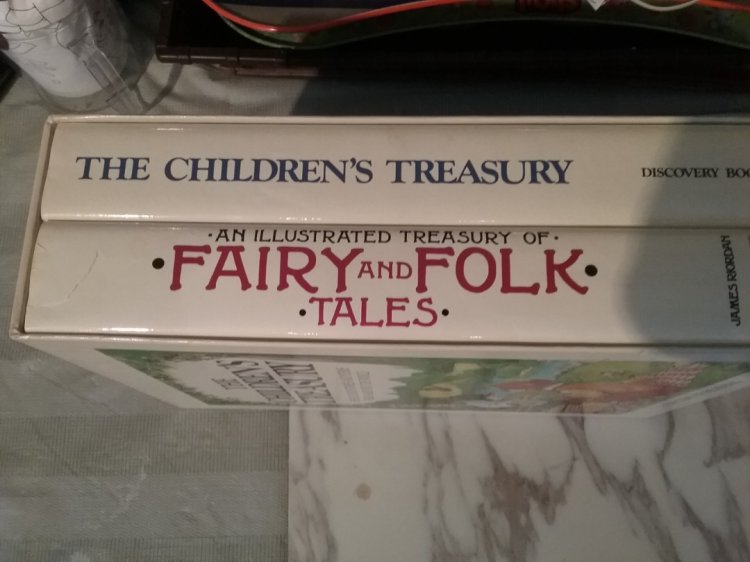 THE CHILDREN'S TREASURY
DISCOVERY
·AN ILLUSTRATED TREASURY OF·
·FAIRY AND FOLK·
·TALES·
JAMES RIORDAN